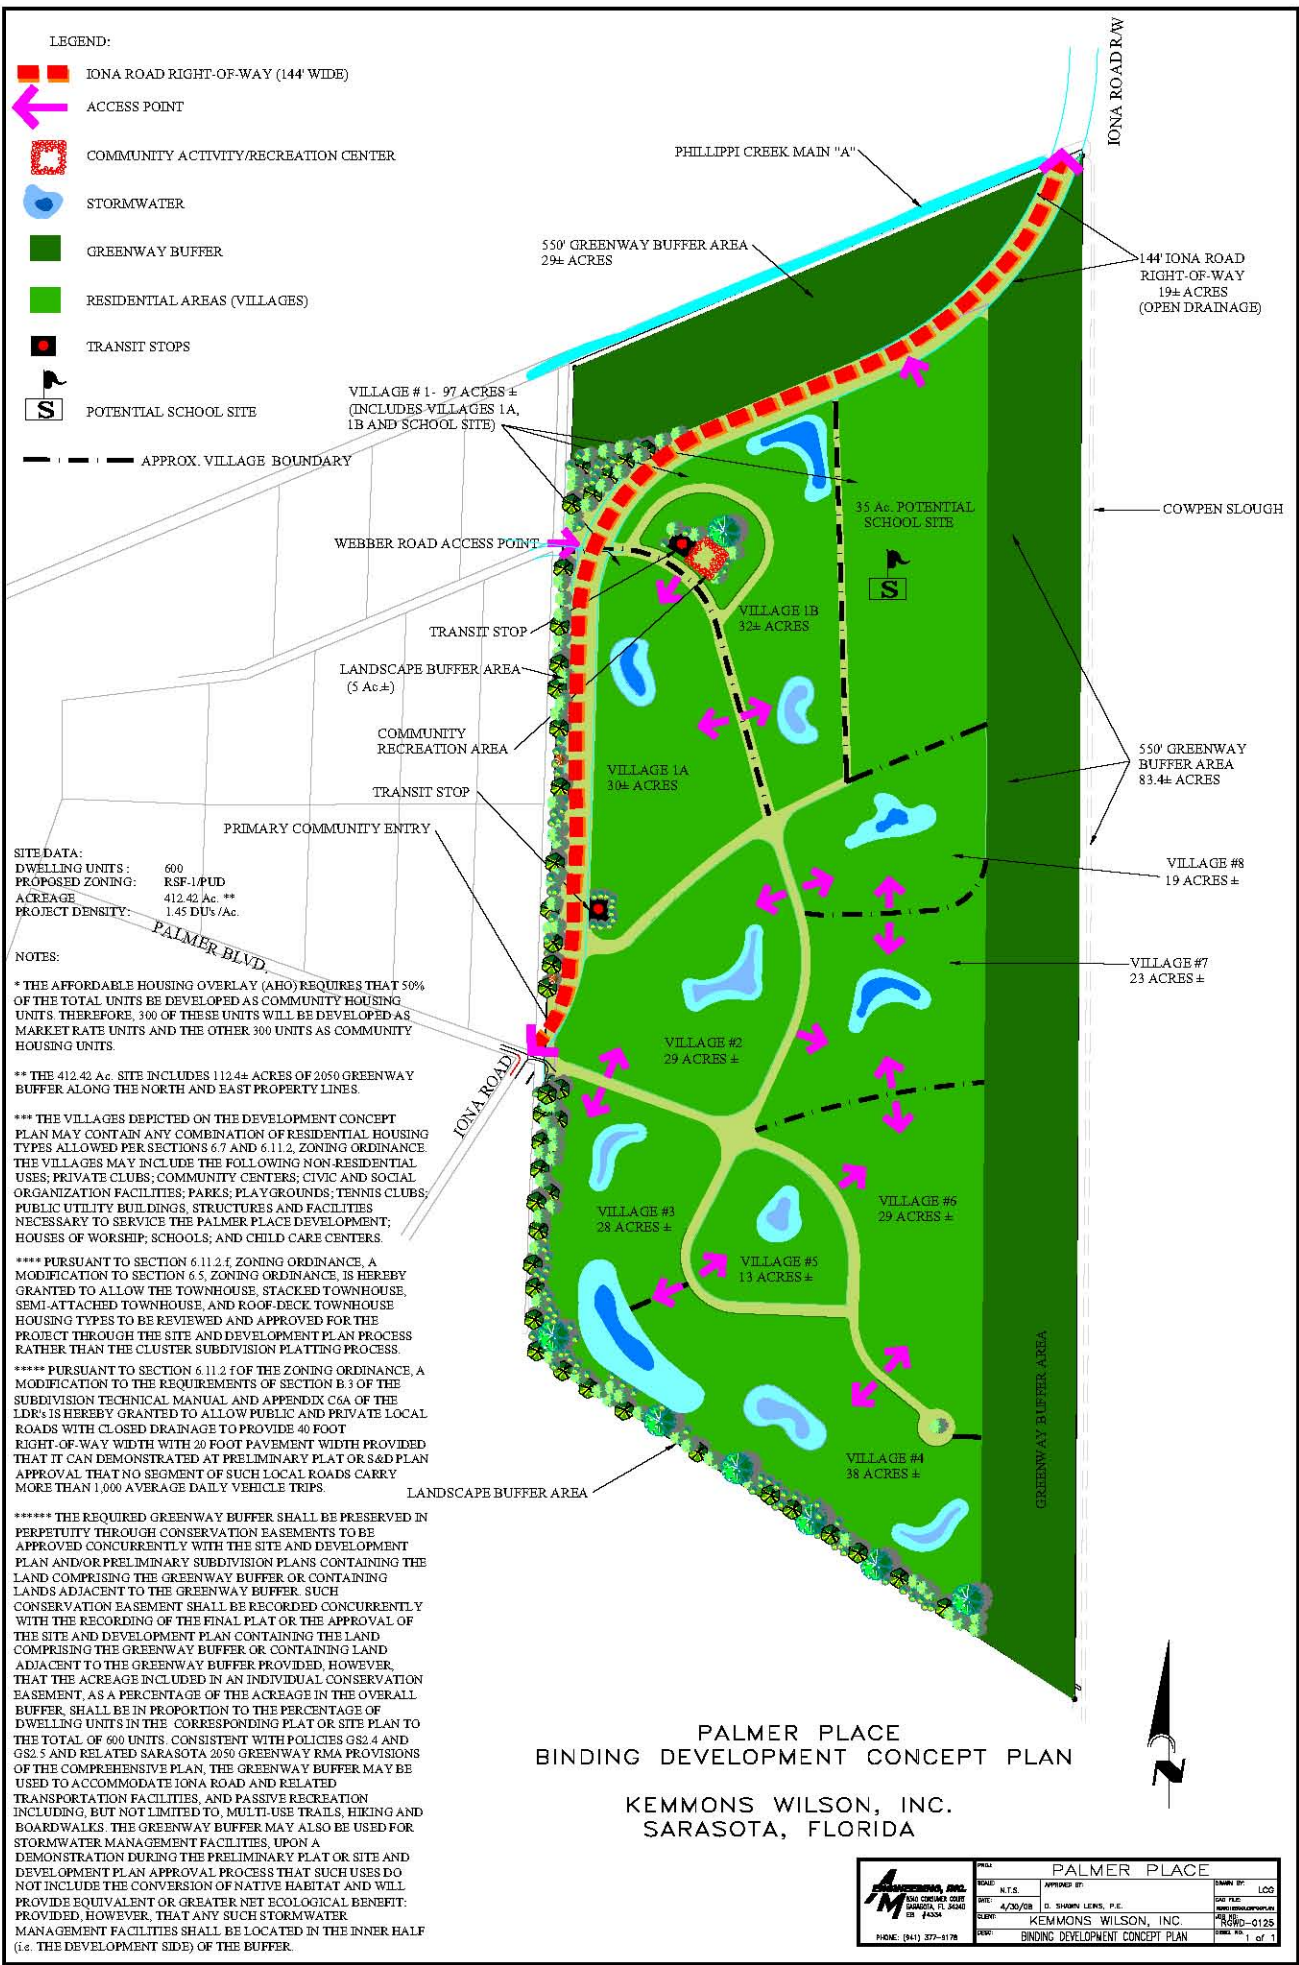 LEGEND:
IONA ROAD RIGHT-OF-WAY (144' WIDE)
ACCESS POINT
COMMUNITY ACTIVITY/RECREATION CENTER
STORMWATER
GREENWAY BUFFER
RESIDENTIAL AREAS (VILLAGES)
TRANSIT STOPS
S
POTENTIAL SCHOOL SITE
APPROX. VILLAGE BOUNDARY
IONA ROAD R/W
PHILLIPPI CREEK MAIN "A"
550' GREENWAY BUFFER AREA
29± ACRES
144' IONA ROAD
RIGHT-OF-WAY
19± ACRES
(OPEN DRAINAGE)
VILLAGE # 1- 97 ACRES ±
(INCLUDES VILLAGES 1A,
1B AND SCHOOL SITE)
35 Ac. POTENTIAL
SCHOOL SITE
S
COWPEN SLOUGH
WEBBER ROAD ACCESS POINT
VILLAGE 1B
32± ACRES
TRANSIT STOP
LANDSCAPE BUFFER AREA
(5 Ac.±)
COMMUNITY
RECREATION AREA
VILLAGE 1A
30± ACRES
550' GREENWAY
BUFFER AREA
83.4± ACRES
TRANSIT STOP
PRIMARY COMMUNITY ENTRY
VILLAGE #8
19 ACRES ±
VILLAGE #7
23 ACRES ±
VILLAGE #2
29 ACRES ±
PALMER BLVD.
IONA ROAD
VILLAGE #3
28 ACRES ±
VILLAGE #6
29 ACRES ±
VILLAGE #5
13 ACRES ±
VILLAGE #4
38 ACRES ±
GREENWAY BUFFER AREA
LANDSCAPE BUFFER AREA
SITE DATA:
DWELLING UNITS : 600
PROPOSED ZONING: RSF-1/PUD
ACREAGE 412.42 Ac. **
PROJECT DENSITY: 1.45 DU's /Ac.
NOTES:
* THE AFFORDABLE HOUSING OVERLAY (AHO) REQUIRES THAT 50%
OF THE TOTAL UNITS BE DEVELOPED AS COMMUNITY HOUSING
UNITS. THEREFORE, 300 OF THESE UNITS WILL BE DEVELOPED AS
MARKET RATE UNITS AND THE OTHER 300 UNITS AS COMMUNITY
HOUSING UNITS.
** THE 412.42 Ac. SITE INCLUDES 112.4± ACRES OF 2050 GREENWAY
BUFFER ALONG THE NORTH AND EAST PROPERTY LINES.
*** THE VILLAGES DEPICTED ON THE DEVELOPMENT CONCEPT
PLAN MAY CONTAIN ANY COMBINATION OF RESIDENTIAL HOUSING
TYPES ALLOWED PER SECTIONS 6.7 AND 6.11.2, ZONING ORDINANCE.
THE VILLAGES MAY INCLUDE THE FOLLOWING NON-RESIDENTIAL
USES; PRIVATE CLUBS; COMMUNITY CENTERS; CIVIC AND SOCIAL
ORGANIZATION FACILITIES; PARKS; PLAYGROUNDS; TENNIS CLUBS;
PUBLIC UTILITY BUILDINGS, STRUCTURES AND FACILITIES
NECESSARY TO SERVICE THE PALMER PLACE DEVELOPMENT;
HOUSES OF WORSHIP; SCHOOLS; AND CHILD CARE CENTERS.
**** PURSUANT TO SECTION 6.11.2.f, ZONING ORDINANCE, A
MODIFICATION TO SECTION 6.5, ZONING ORDINANCE, IS HEREBY
GRANTED TO ALLOW THE TOWNHOUSE, STACKED TOWNHOUSE,
SEMI-ATTACHED TOWNHOUSE, AND ROOF-DECK TOWNHOUSE
HOUSING TYPES TO BE REVIEWED AND APPROVED FOR THE
PROJECT THROUGH THE SITE AND DEVELOPMENT PLAN PROCESS
RATHER THAN THE CLUSTER SUBDIVISION PLATTING PROCESS.
***** PURSUANT TO SECTION 6.11.2 f OF THE ZONING ORDINANCE, A
MODIFICATION TO THE REQUIREMENTS OF SECTION B.3 OF THE
SUBDIVISION TECHNICAL MANUAL AND APPENDIX C6A OF THE
LDR's IS HEREBY GRANTED TO ALLOW PUBLIC AND PRIVATE LOCAL
ROADS WITH CLOSED DRAINAGE TO PROVIDE 40 FOOT
RIGHT-OF-WAY WIDTH WITH 20 FOOT PAVEMENT WIDTH PROVIDED
THAT IT CAN DEMONSTRATED AT PRELIMINARY PLAT OR S&D PLAN
APPROVAL THAT NO SEGMENT OF SUCH LOCAL ROADS CARRY
MORE THAN 1,000 AVERAGE DAILY VEHICLE TRIPS.
****** THE REQUIRED GREENWAY BUFFER SHALL BE PRESERVED IN
PERPETUITY THROUGH CONSERVATION EASEMENTS TO BE
APPROVED CONCURRENTLY WITH THE SITE AND DEVELOPMENT
PLAN AND/OR PRELIMINARY SUBDIVISION PLANS CONTAINING THE
LAND COMPRISING THE GREENWAY BUFFER OR CONTAINING
LANDS ADJACENT TO THE GREENWAY BUFFER. SUCH
CONSERVATION EASEMENT SHALL BE RECORDED CONCURRENTLY
WITH THE RECORDING OF THE FINAL PLAT OR THE APPROVAL OF
THE SITE AND DEVELOPMENT PLAN CONTAINING THE LAND
COMPRISING THE GREENWAY BUFFER OR CONTAINING LAND
ADJACENT TO THE GREENWAY BUFFER PROVIDED, HOWEVER,
THAT THE ACREAGE INCLUDED IN AN INDIVIDUAL CONSERVATION
EASEMENT, AS A PERCENTAGE OF THE ACREAGE IN THE OVERALL
BUFFER, SHALL BE IN PROPORTION TO THE PERCENTAGE OF
DWELLING UNITS IN THE CORRESPONDING PLAT OR SITE PLAN TO
THE TOTAL OF 600 UNITS. CONSISTENT WITH POLICIES GS2.4 AND
GS2.5 AND RELATED SARASOTA 2050 GREENWAY RMA PROVISIONS
OF THE COMPREHENSIVE PLAN, THE GREENWAY BUFFER MAY BE
USED TO ACCOMMODATE IONA ROAD AND RELATED
TRANSPORTATION FACILITIES, AND PASSIVE RECREATION
INCLUDING, BUT NOT LIMITED TO, MULTI-USE TRAILS, HIKING AND
BOARDWALKS. THE GREENWAY BUFFER MAY ALSO BE USED FOR
STORMWATER MANAGEMENT FACILITIES, UPON A
DEMONSTRATION DURING THE PRELIMINARY PLAT OR SITE AND
DEVELOPMENT PLAN APPROVAL PROCESS THAT SUCH USES DO
NOT INCLUDE THE CONVERSION OF NATIVE HABITAT AND WILL
PROVIDE EQUIVALENT OR GREATER NET ECOLOGICAL BENEFIT:
PROVIDED, HOWEVER, THAT ANY SUCH STORMWATER
MANAGEMENT FACILITIES SHALL BE LOCATED IN THE INNER HALF
(i.e. THE DEVELOPMENT SIDE) OF THE BUFFER.
PALMER PLACE
BINDING DEVELOPMENT CONCEPT PLAN
KEMMONS WILSON, INC.
SARASOTA, FLORIDA
N
AM ENGINEERING, INC.
8340 CONSUMER COURT
SARASOTA, FL 34240
EB #4334
PHONE: (941) 377-9178
PROJ: PALMER PLACE
SCALE: N.T.S.
APPROVED BY:
DRAWN BY: LCG
DATE: 4/30/08
D. SHAWN LEINS, P.E.
CAD FILE:
CLIENT: KEMMONS WILSON, INC.
JOB NO: RGWD-0125
DESC: BINDING DEVELOPMENT CONCEPT PLAN
1 of 1